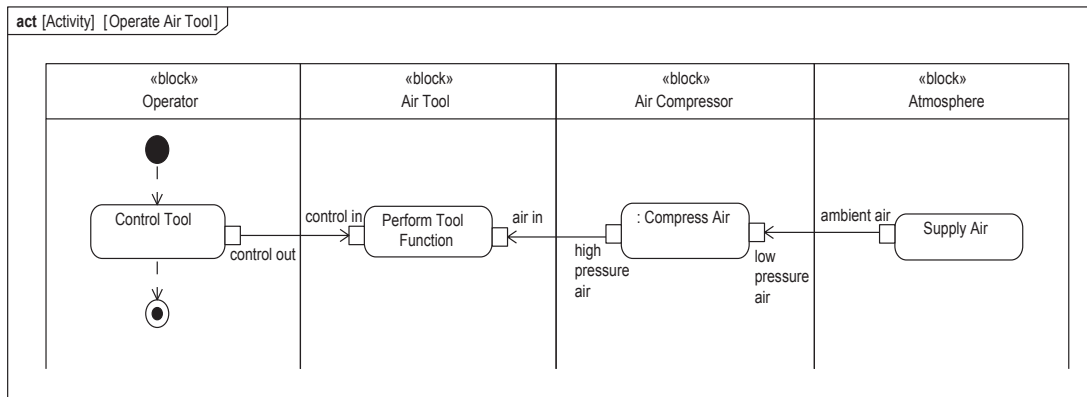 act [Activity] [Operate Air Tool]
«block»
Operator
«block»
Air Tool
«block»
Air Compressor
«block»
Atmosphere
Control Tool
control out
control in
Perform Tool
Function
air in
high
pressure
air
: Compress Air
low
pressure
air
ambient air
Supply Air